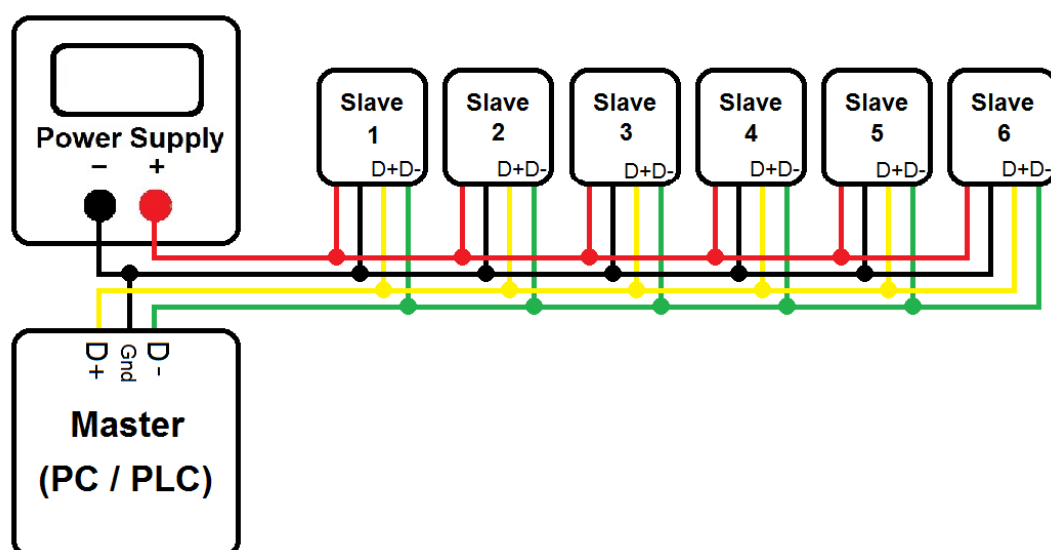 Power Supply
– +
Slave
1
D+D-
Slave
2
D+D-
Slave
3
D+D-
Slave
4
D+D-
Slave
5
D+D-
Slave
6
D+D-
D+ Gnd D-
Master
(PC / PLC)